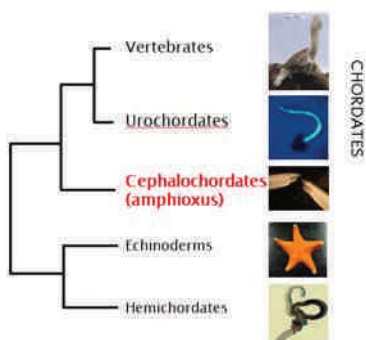 Vertebrates
Urochordates
Cephalochordates
(amphioxus)
Echinoderms
Hemichordates
CHORDATES